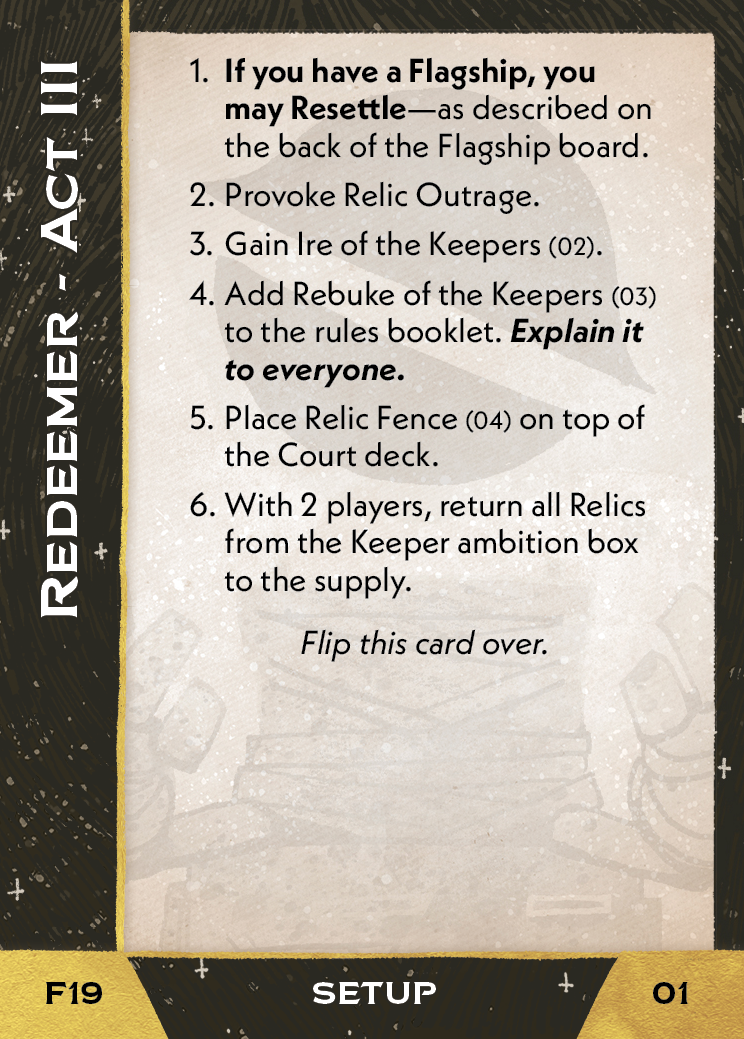 REDEEMER - ACT III
1. If you have a Flagship, you
may Resettle—as described on
the back of the Flagship board.
2. Provoke Relic Outrage.
3. Gain Ire of the Keepers (02).
4. Add Rebuke of the Keepers (03)
to the rules booklet. Explain it
to everyone.
5. Place Relic Fence (04) on top of
the Court deck.
6. With 2 players, return all Relics
from the Keeper ambition box
to the supply.
Flip this card over.
F19
SETUP
01